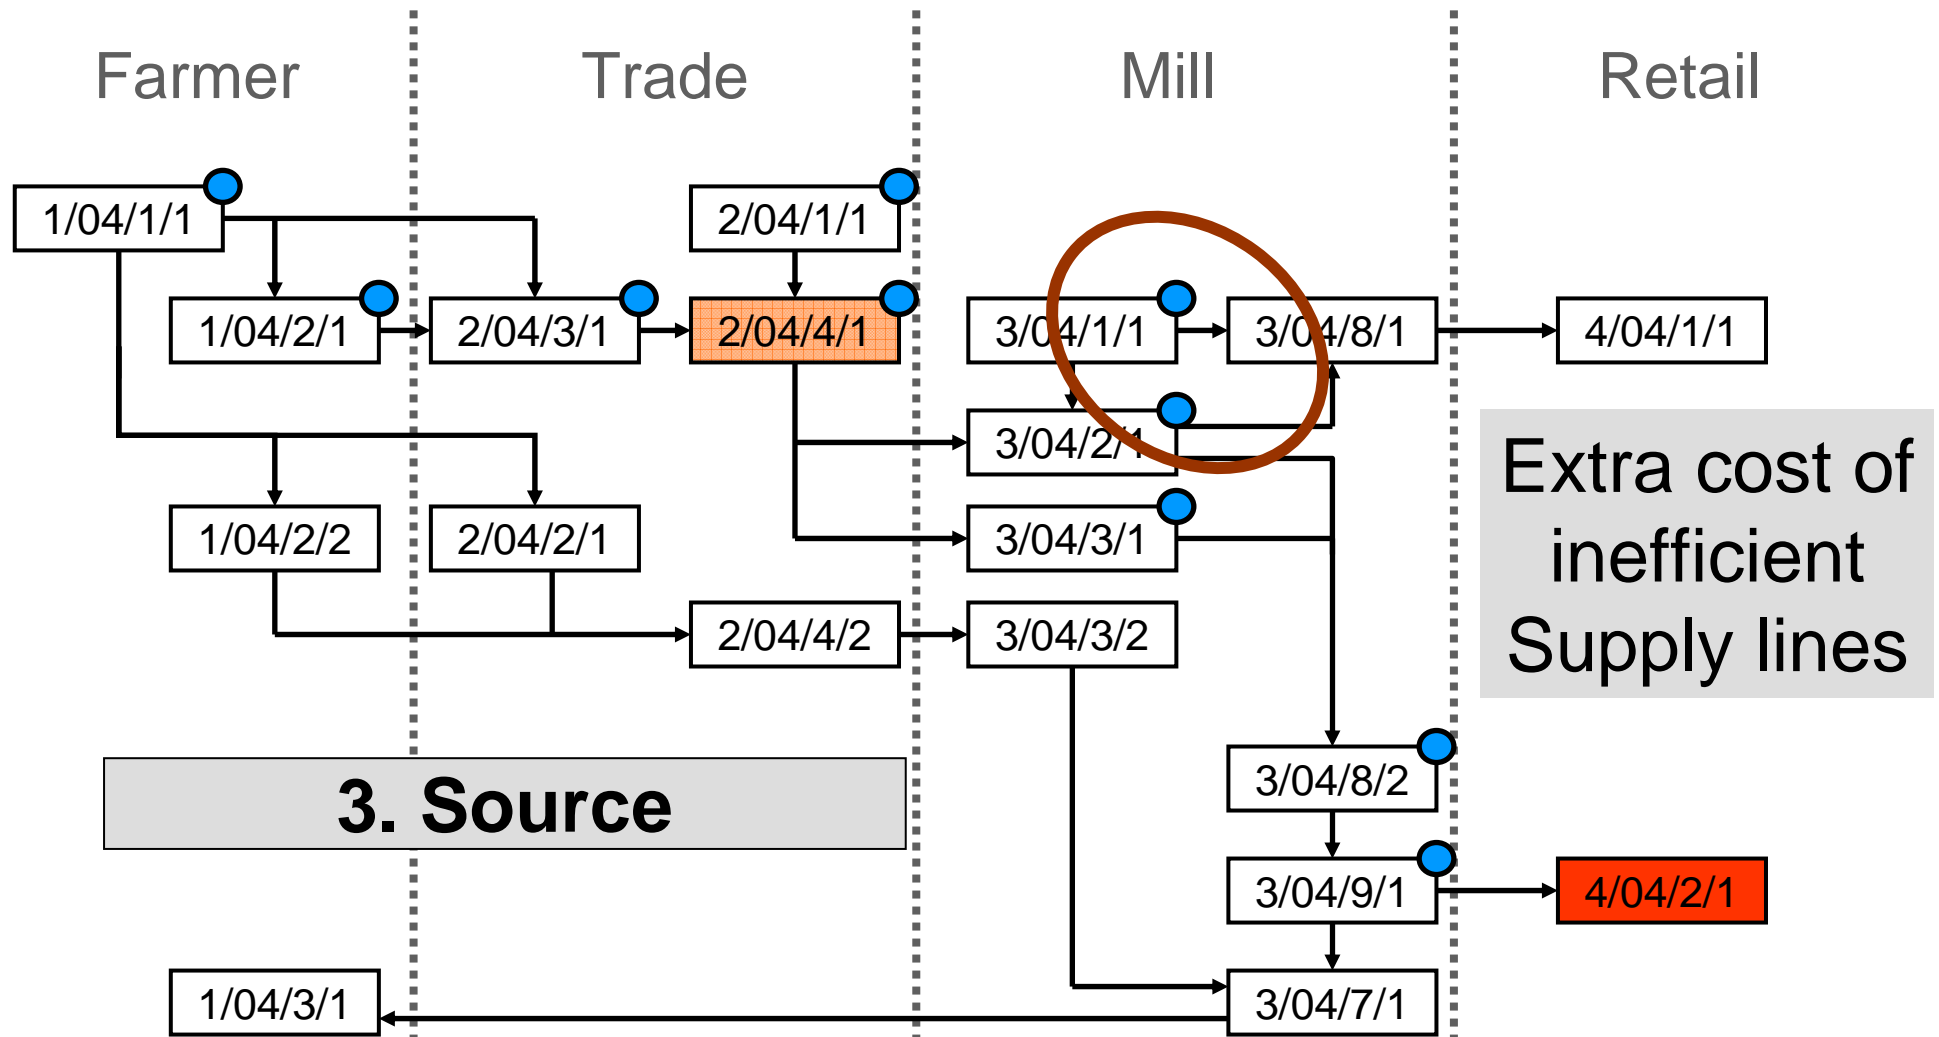 Farmer
Trade
Mill
Retail
1/04/1/1
2/04/1/1
1/04/2/1
2/04/3/1
2/04/4/1
3/04/1/1
3/04/8/1
4/04/1/1
3/04/2/1
Extra cost of
inefficient
Supply lines
1/04/2/2
2/04/2/1
3/04/3/1
2/04/4/2
3/04/3/2
3/04/8/2
3. Source
3/04/9/1
4/04/2/1
1/04/3/1
3/04/7/1